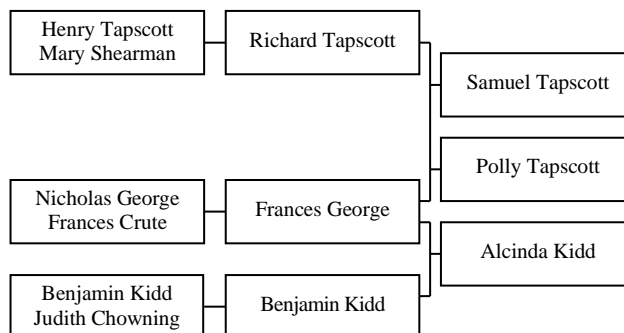 Henry Tapscott
Mary Shearman
Richard Tapscott
Samuel Tapscott
Polly Tapscott
Nicholas George
Frances Crute
Frances George
Alcinda Kidd
Benjamin Kidd
Judith Chowning
Benjamin Kidd